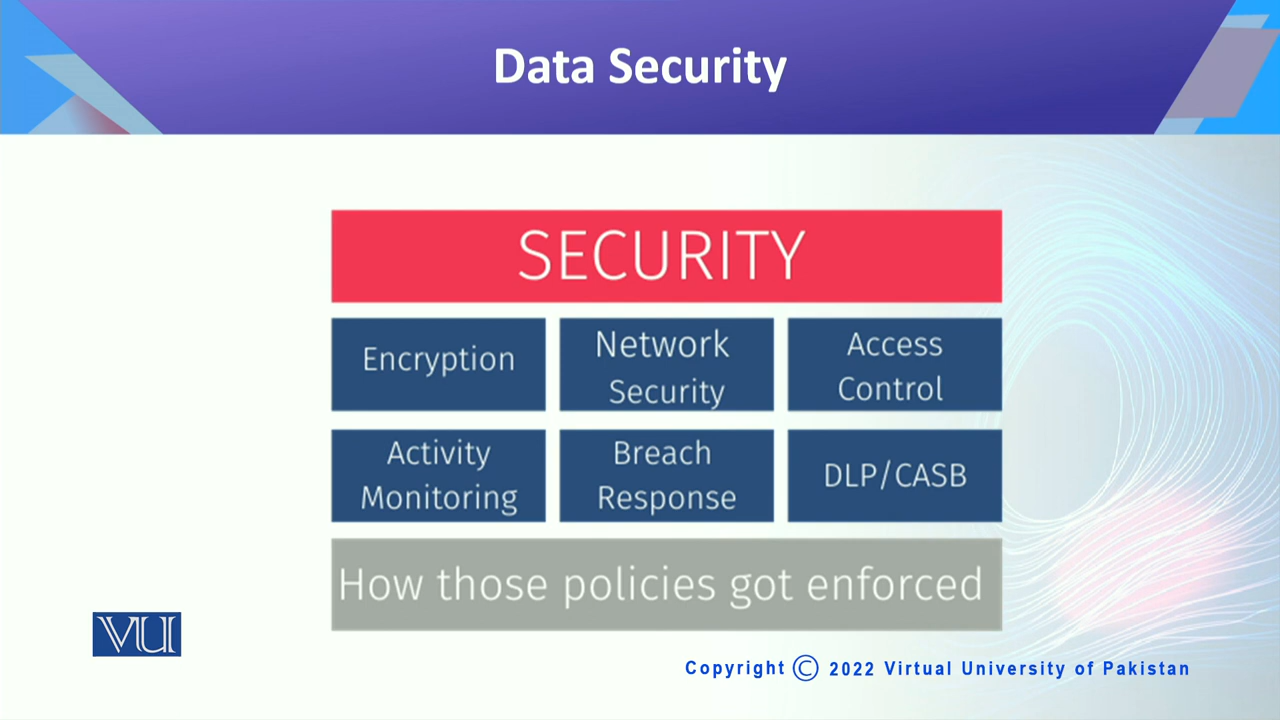 Data Security
SECURITY
Encryption
Network
Security
Access
Control
Activity
Monitoring
Breach
Response
DLP/CASB
How those policies got enforced
VU
Copyright © 2022 Virtual University of Pakistan